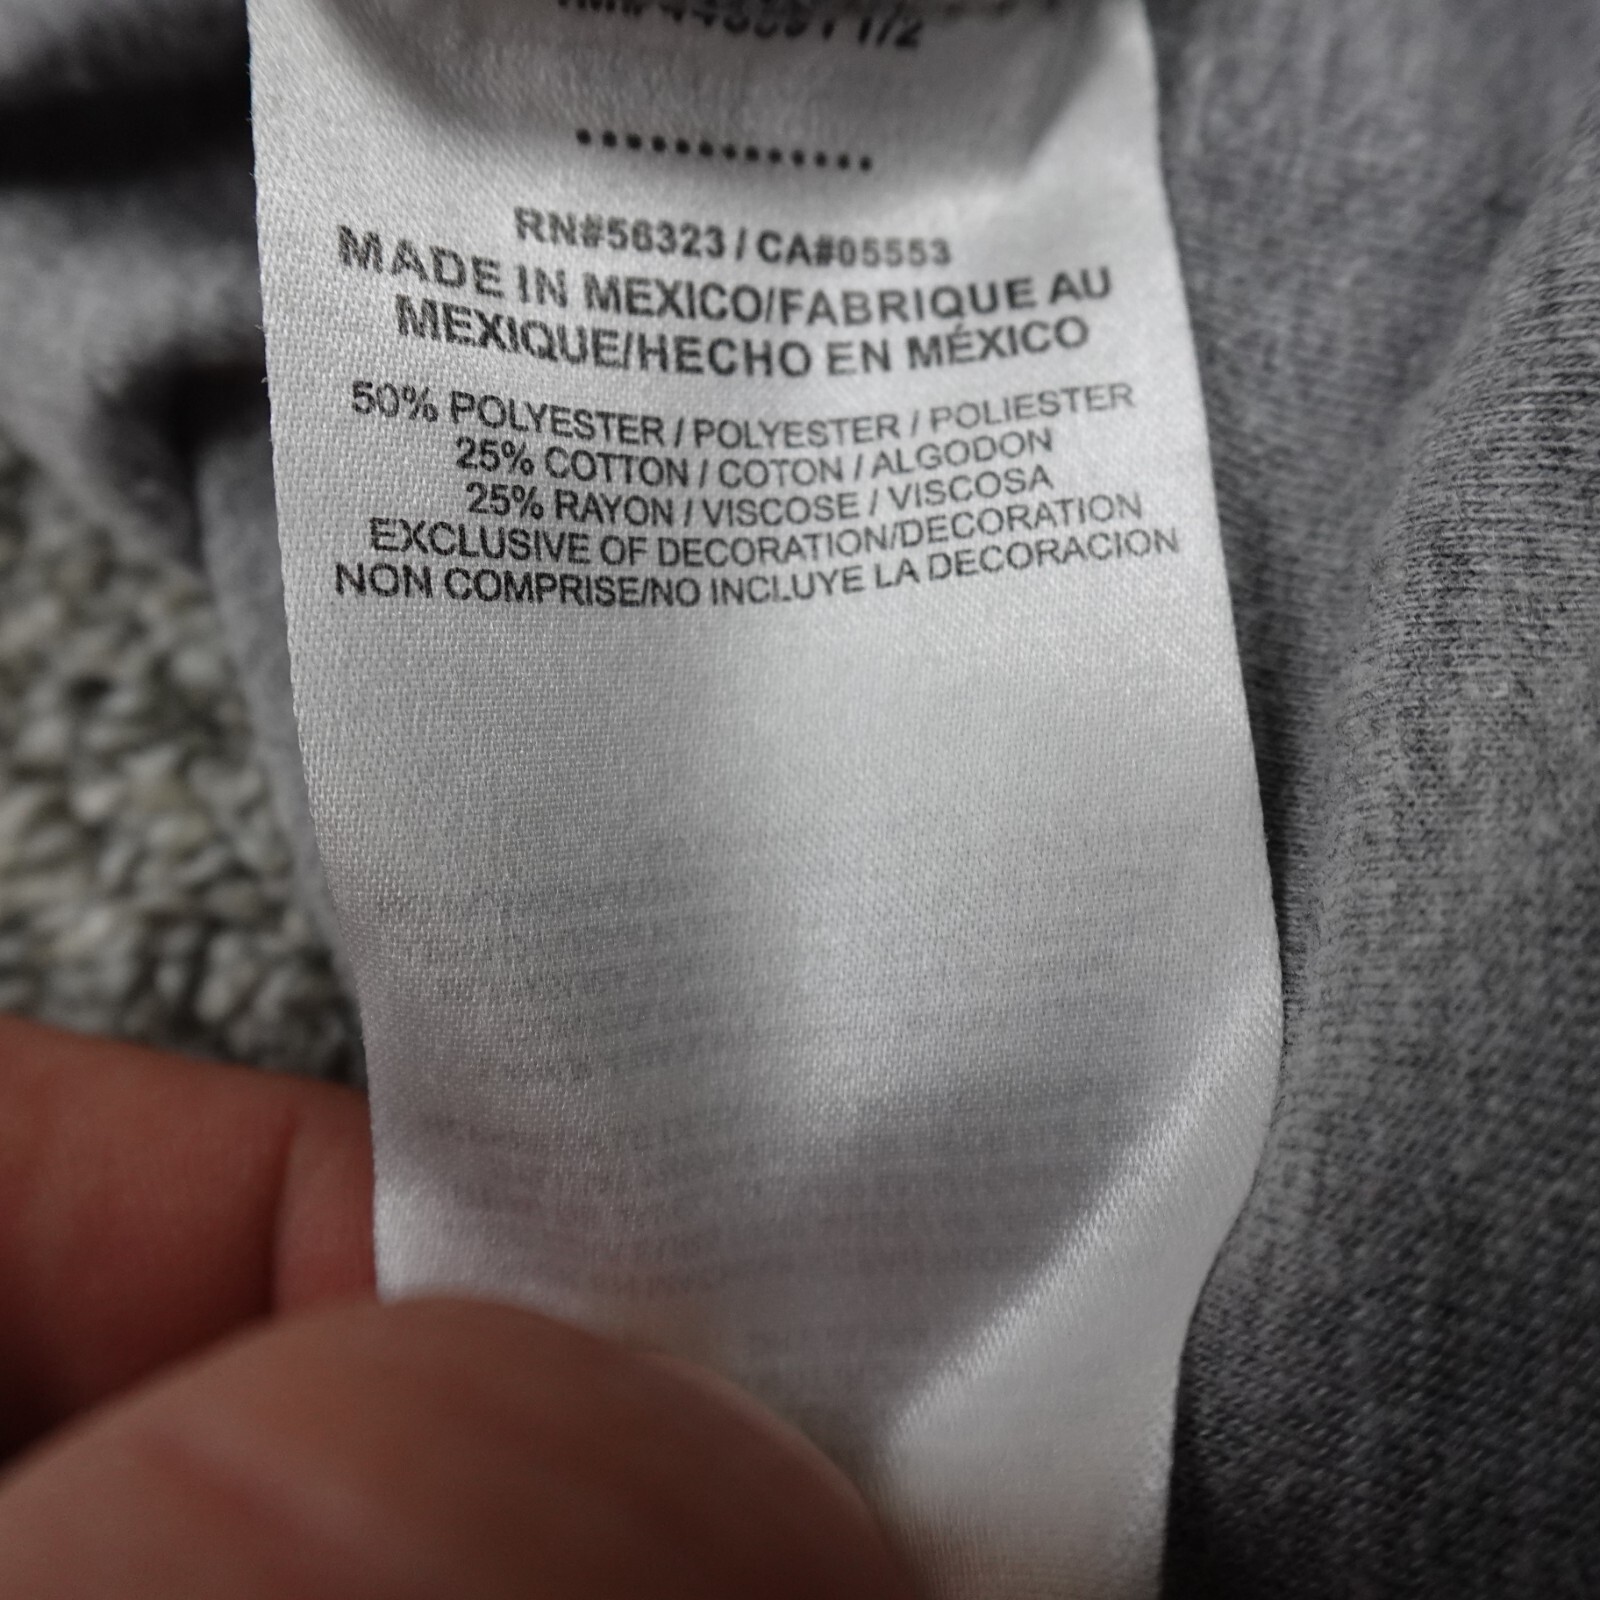 RN#56323 / CA#05553
MADE IN MEXICO/FABRIQUE AU
MEXIQUE/HECHO EN MÉXICO
50% POLYESTER / POLYESTER / POLIESTER
25% COTTON / COTON / ALGODON
25% RAYON / VISCOSE / VISCOSA
EXCLUSIVE OF DECORATION/DECORATION
NON COMPRISE/NO INCLUYE LA DECORACION